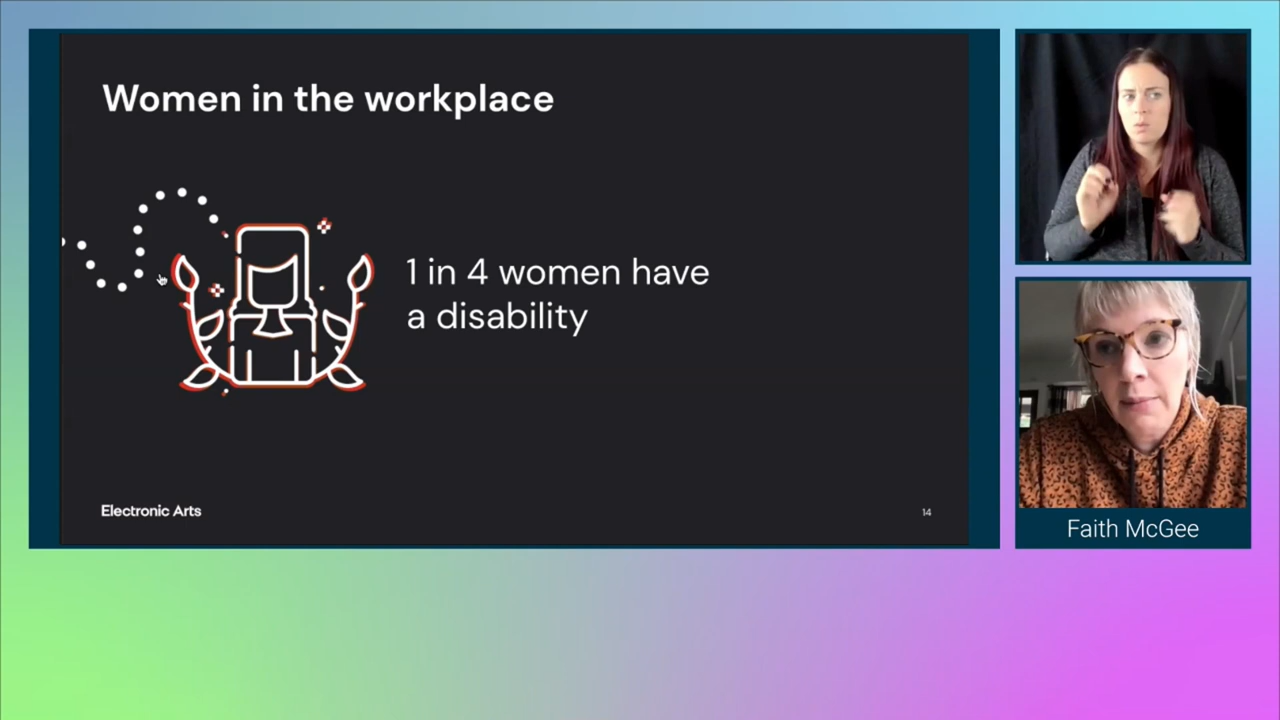 Women in the workplace
1 in 4 women have
a disability
Electronic Arts
14
Faith McGee